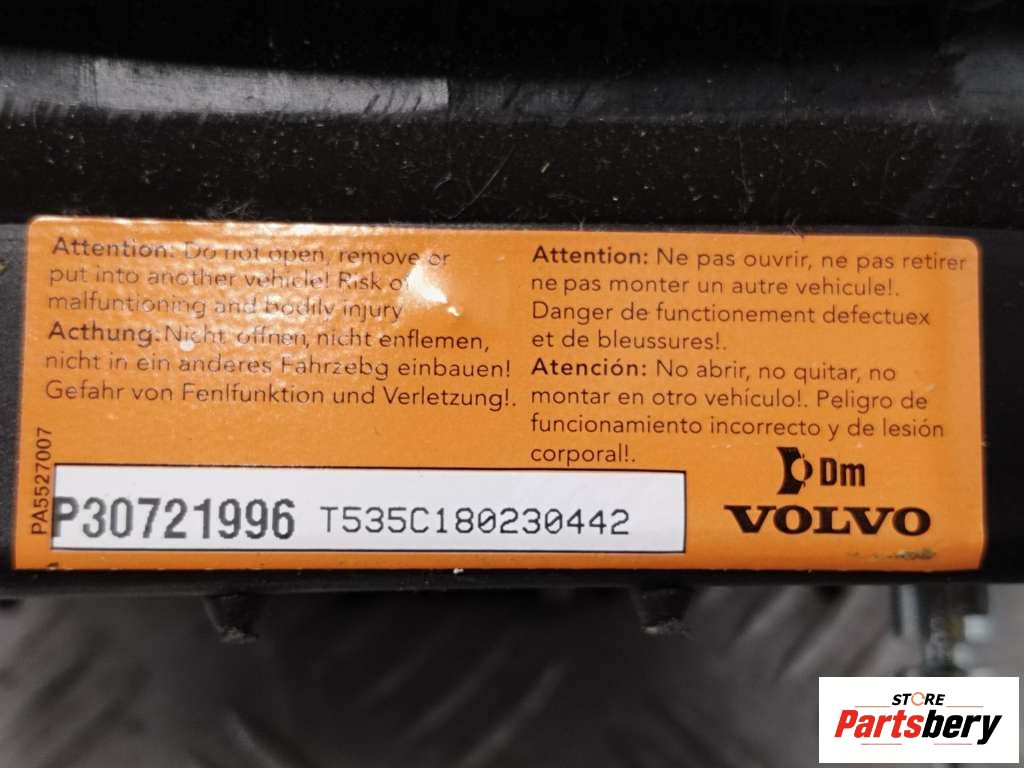 Attention: Do not open, remove or
put into another vehicle! Risk of
malfuntioning and bodily injury
Acthung: Nicht offnen, nicht enflemen,
nicht in ein anderes Fahrzebg einbauen!
Gefahr von Fenlfunktion und Verletzung!.
Attention: Ne pas ouvrir, ne pas retirer
ne pas monter un autre vehicule!.
Danger de functionement defectuex
et de bleussures!.
Atención: No abrir, no quitar, no
montar en otro vehículo!. Peligro de
funcionamiento incorrecto y de lesión
corporal!.
PA5527007
P30721996 T535C180230442
Dm
VOLVO
STORE
Partsbery